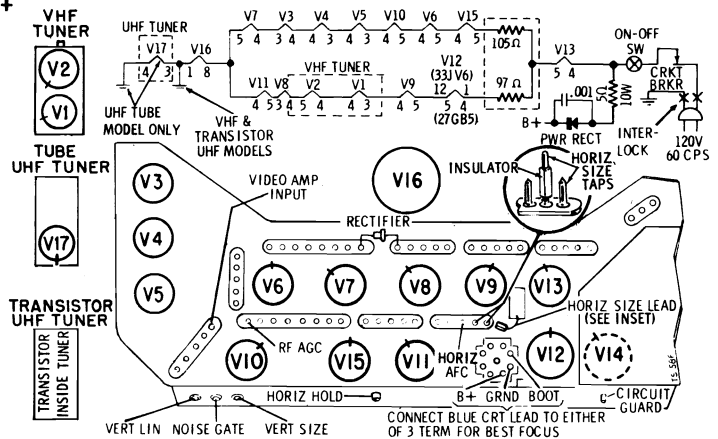 +
VHF
TUNER
V2
V1
TUBE
UHF TUNER
V17
TRANSISTOR
UHF TUNER
TRANSISTOR
INSIDE TUNER
UHF TUNER
V17
4 3
V16
1 8
UHF TUBE
MODEL ONLY
VHF &
TRANSISTOR
UHF MODELS
V7 V3 V4 V5 V10 V6 V15
5 4 3 4 3 4 5 4 4 3 4 3 5 4
105Ω
V11 V8 V2 V1 V9
4 5 4 3 5 4 4 3 4 5
VHF TUNER
V12
(33JV6)
12 1
5 4
(27GB5)
97Ω
V13
5 4
ON-OFF
SW
CRKT
BRKR
5Ω
10W
.001
B+
PWR RECT
INTER-
LOCK
120V
60 CPS
INSULATOR
HORIZ
SIZE
TAPS
V3
V4
V5
VIDEO AMP
INPUT
V16
RECTIFIER
V6 V7 V8 V9 V13
HORIZ SIZE LEAD
(SEE INSET)
RF AGC
HORIZ
AFC
V10 V15 V11 V12 V14
B+ GRND BOOT
HORIZ HOLD
CIRCUIT
GUARD
VERT LIN NOISE GATE VERT SIZE
CONNECT BLUE CRT LEAD TO EITHER
OF 3 TERM FOR BEST FOCUS